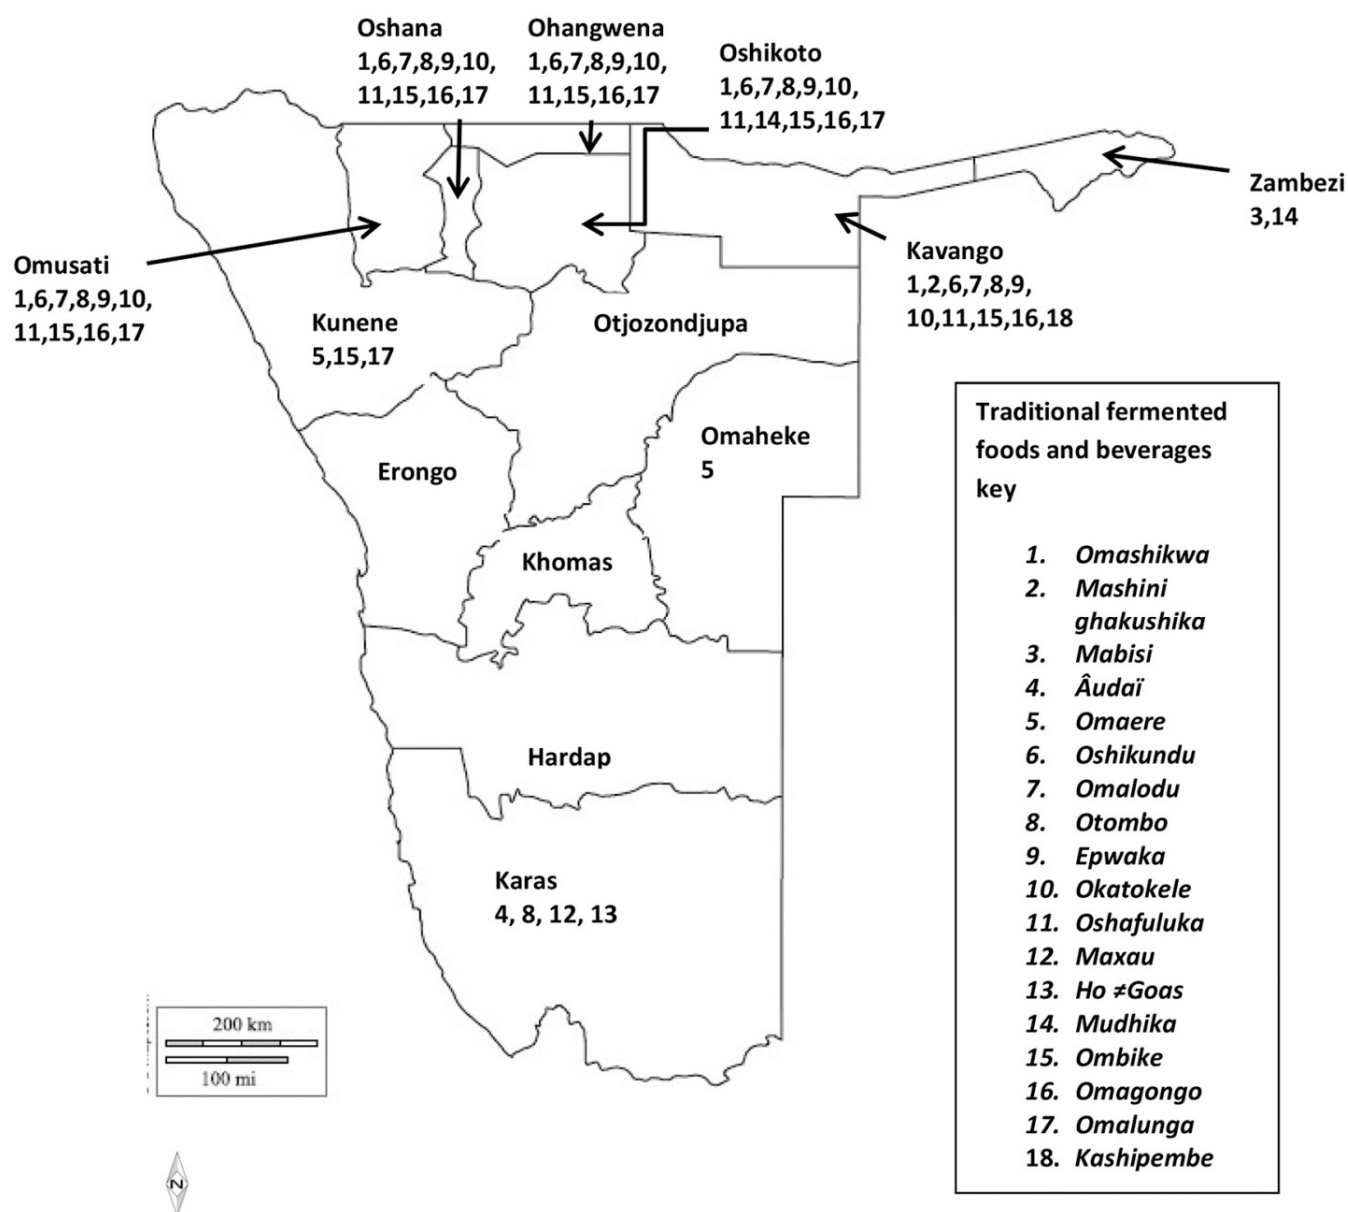 Oshana
1,6,7,8,9,10,
11,15,16,17
Ohangwena
1,6,7,8,9,10,
11,15,16,17
Oshikoto
1,6,7,8,9,10,
11,14,15,16,17
Zambezi
3,14
Kavango
1,2,6,7,8,9,
10,11,15,16,18
Omusati
1,6,7,8,9,10,
11,15,16,17
Kunene
5,15,17
Otjozondjupa
Omaheke
5
Erongo
Khomas
Hardap
Karas
4, 8, 12, 13
Traditional fermented
foods and beverages
key
1. Omashikwa
2. Mashini
ghakushika
3. Mabisi
4. Âudaï
5. Omaere
6. Oshikundu
7. Omalodu
8. Otombo
9. Epwaka
10. Okatokele
11. Oshafuluka
12. Maxau
13. Ho ≠Goas
14. Mudhika
15. Ombike
16. Omagongo
17. Omalunga
18. Kashipembe
200 km
100 mi
N